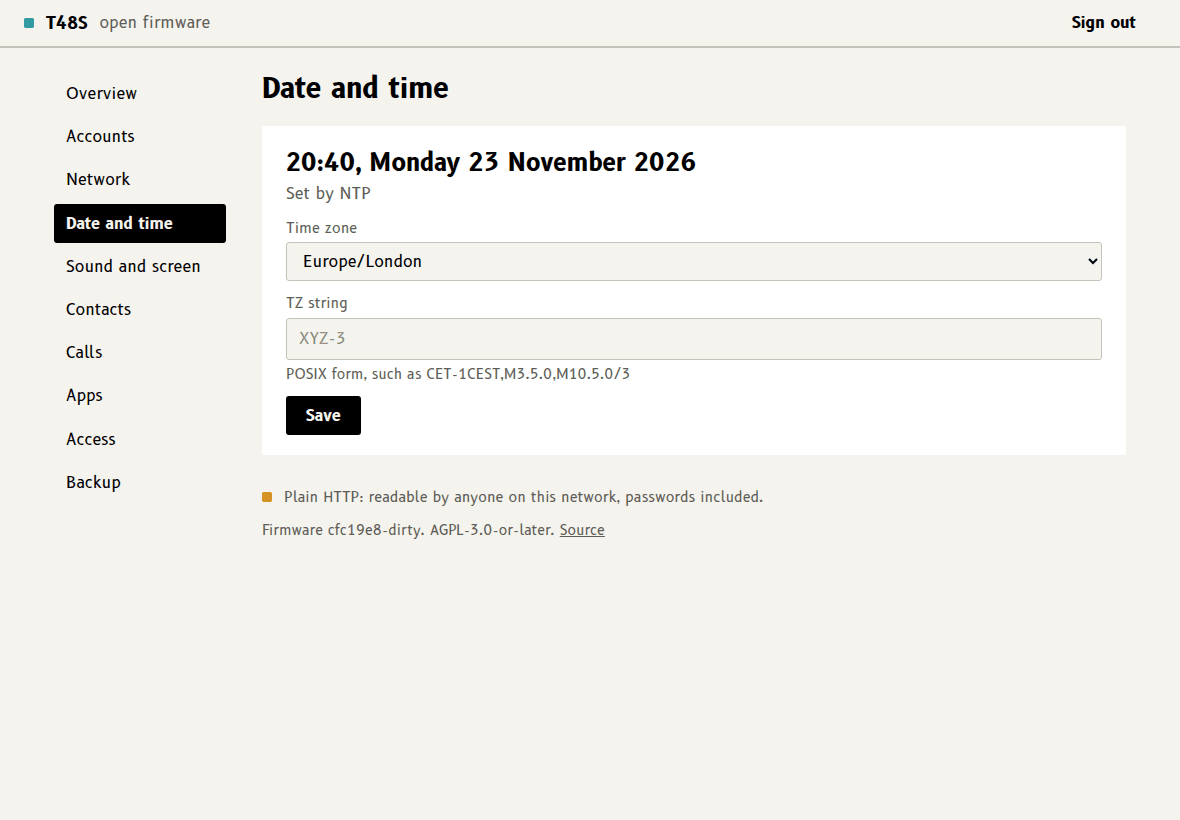 T48S open firmware
Sign out
Overview
Accounts
Network
Date and time
Sound and screen
Contacts
Calls
Apps
Access
Backup
Date and time
20:40, Monday 23 November 2026
Set by NTP
Time zone
Europe/London
TZ string
XYZ-3
POSIX form, such as CET-1CEST,M3.5.0,M10.5.0/3
Save
Plain HTTP: readable by anyone on this network, passwords included.
Firmware cfc19e8-dirty. AGPL-3.0-or-later. Source